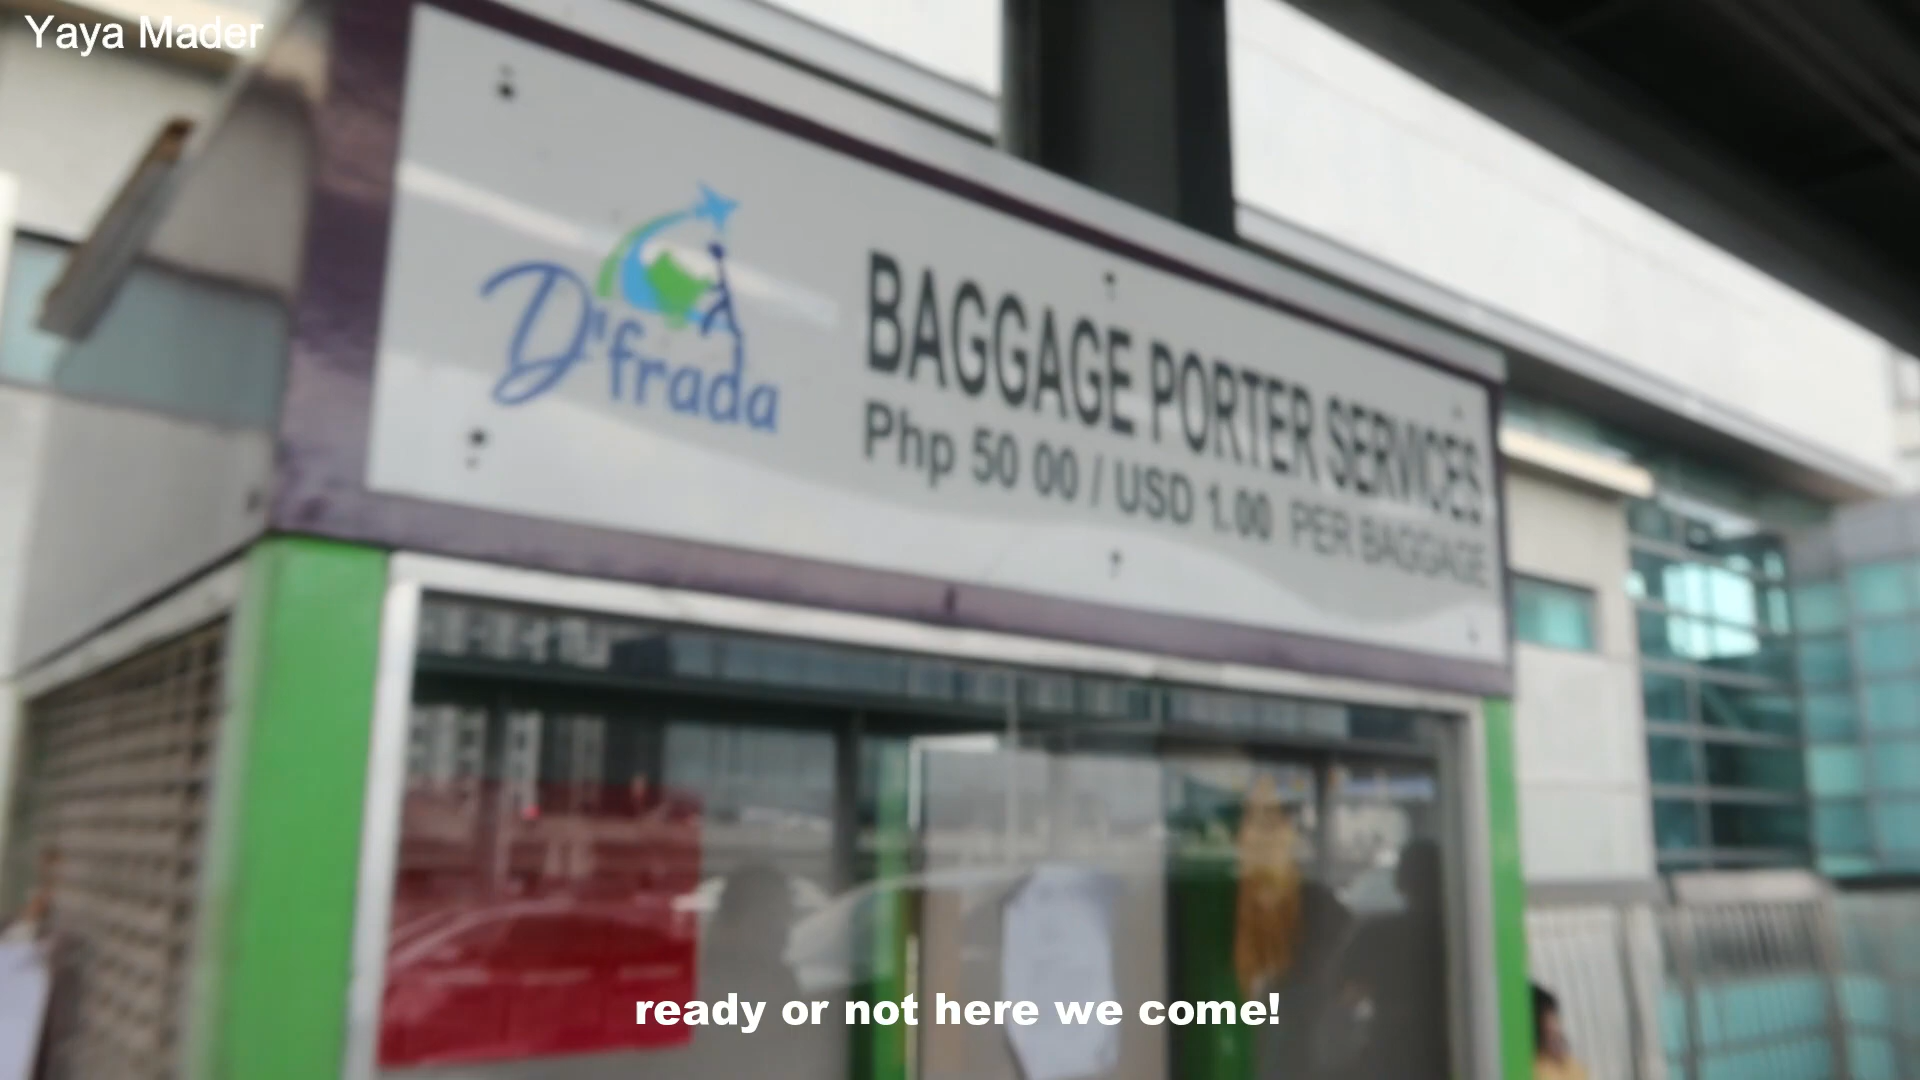 Yaya Mader
D'frada
BAGGAGE PORTER SERVICES
Php 50 00 / USD 1.00 PER BAGGAGE
ready or not here we come!